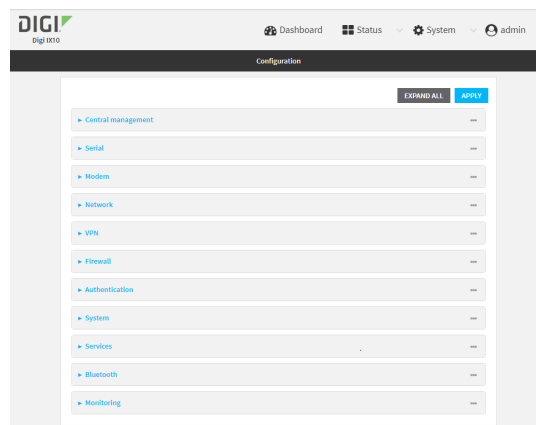 DIGI
Digi IX10
Dashboard Status System admin
Configuration
EXPAND ALL APPLY
Central management
Serial
Modem
Network
VPN
Firewall
Authentication
System
Services
Bluetooth
Monitoring